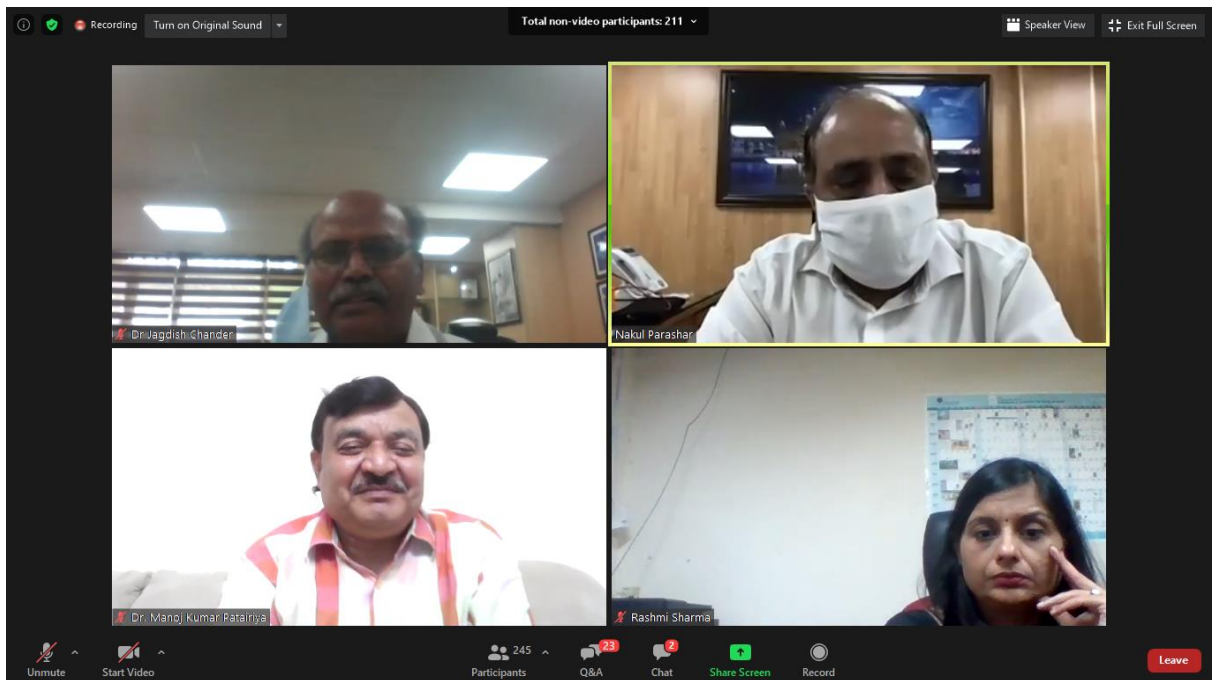 Recording
Turn on Original Sound
Total non-video participants: 211
Speaker View
Exit Full Screen
Dr Jagdish Chander
Nakul Parashar
Dr. Manoj Kumar Patairiya
Rashmi Sharma
Unmute
Start Video
245
Participants
23
Q&A
2
Chat
Share Screen
Record
Leave